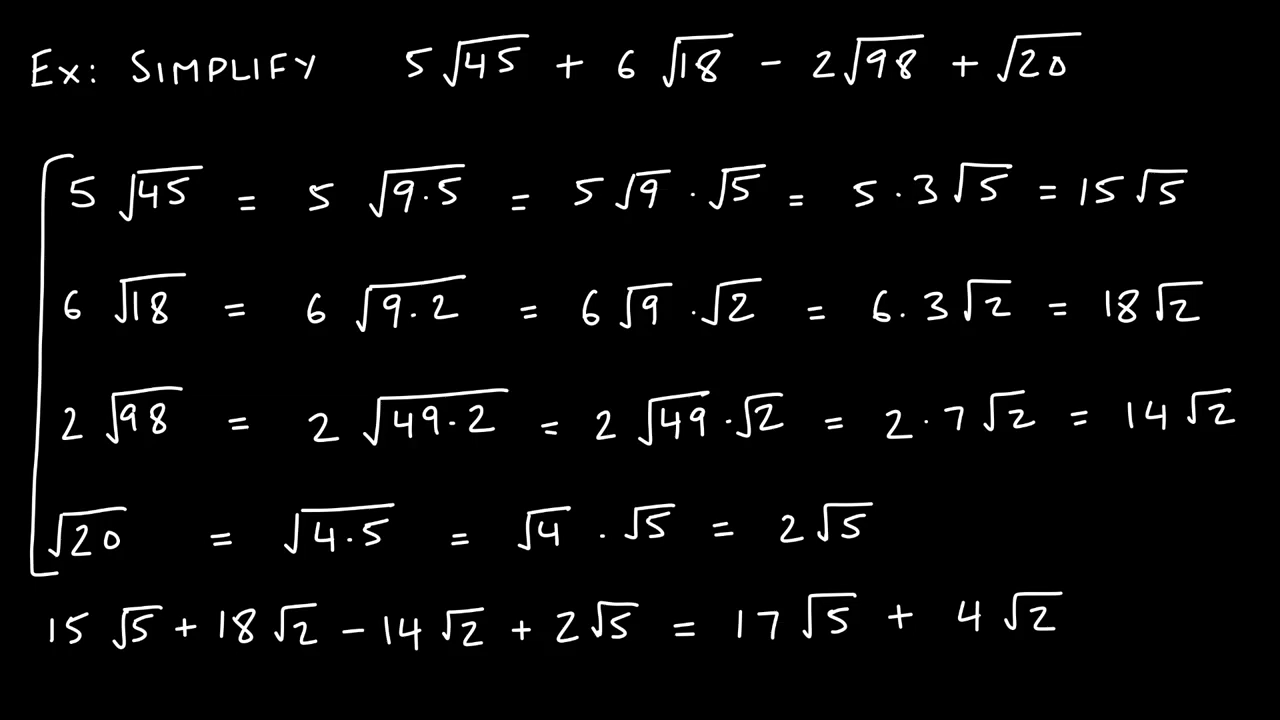 Ex: SIMPLIFY 5√45 + 6√18 - 2√98 + √20
5√45 = 5√9·5 = 5√9·√5 = 5·3√5 = 15√5
6√18 = 6√9·2 = 6√9·√2 = 6·3√2 = 18√2
2√98 = 2√49·2 = 2√49·√2 = 2·7√2 = 14√2
√20 = √4·5 = √4·√5 = 2√5
15√5 + 18√2 - 14√2 + 2√5 = 17√5 + 4√2